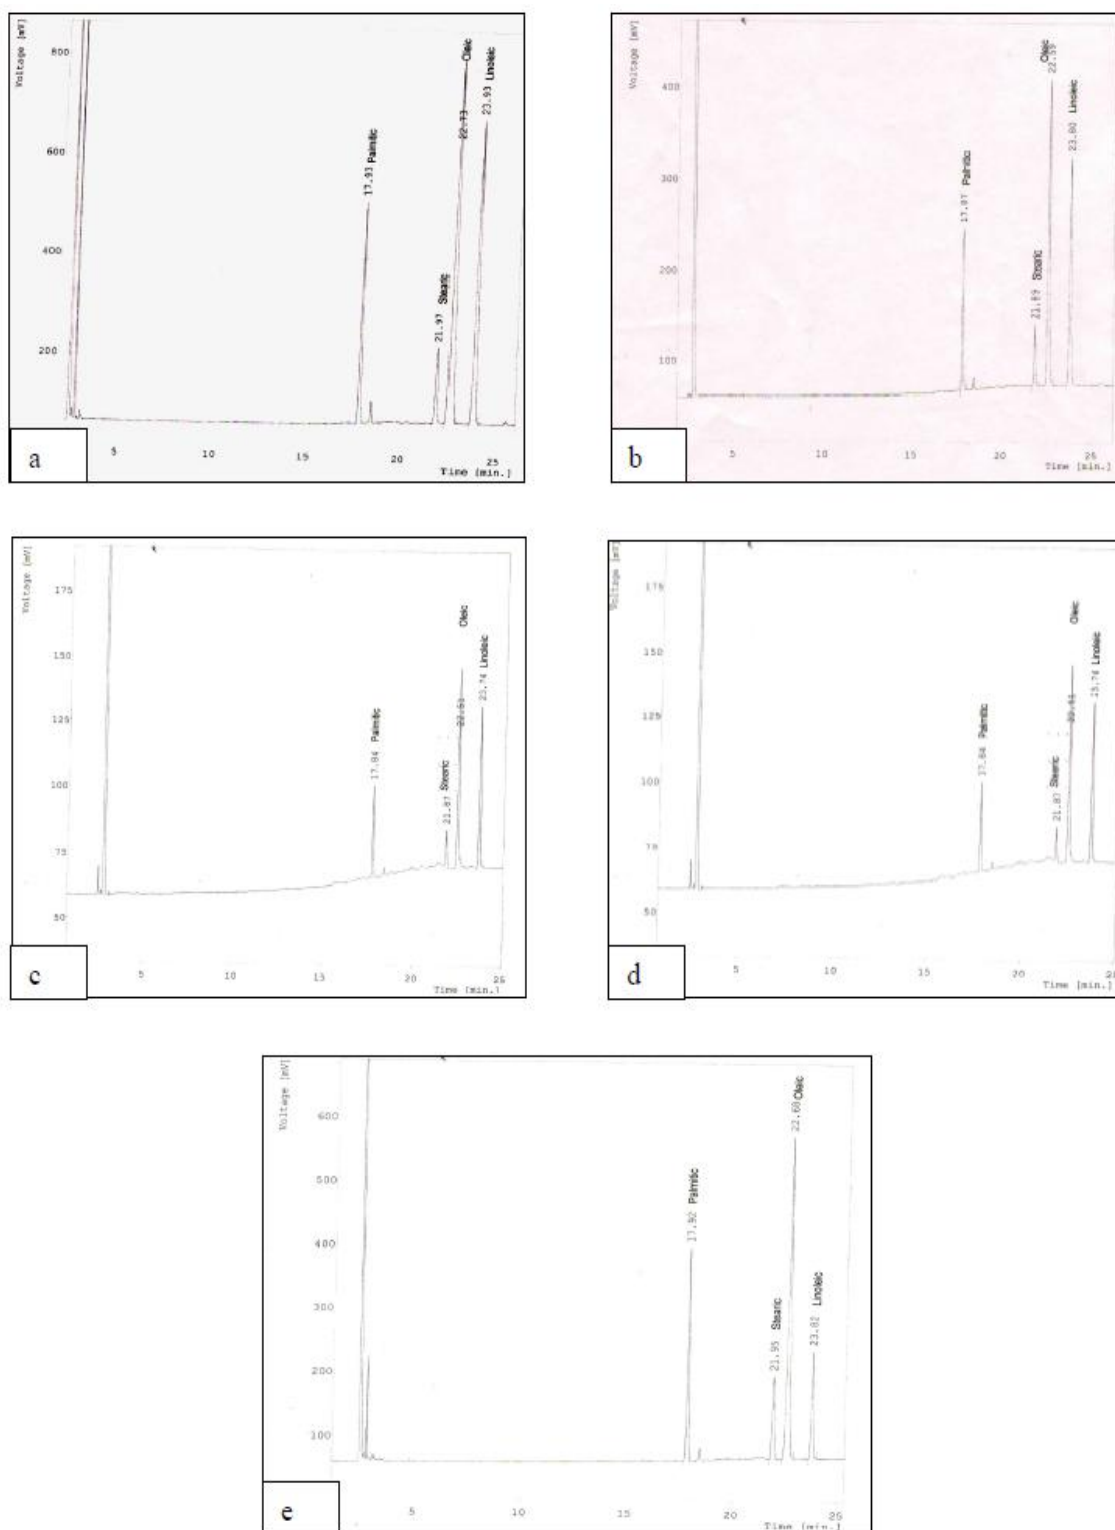 Voltage [mV]
800
600
400
200
17.93 Palmitic
21.97 Stearic
22.73 Oleic
23.93 Linoleic
5 10 15 20 25
Time [min.]
a
Voltage [mV]
400
300
200
100
17.87 Palmitic
21.89 Stearic
22.59 Oleic
23.80 Linoleic
5 10 15 20 25
Time [min.]
b
Voltage [mV]
175
150
125
100
75
50
17.84 Palmitic
21.87 Stearic
Oleic
23.74 Linoleic
5 10 15 20 25
Time [min.]
c
Voltage [mV]
175
150
125
100
75
50
17.84 Palmitic
21.87 Stearic
Oleic
Linoleic
5 10 15 20 25
Time [min.]
d
Voltage [mV]
600
500
400
300
200
100
17.92 Palmitic
21.95 Stearic
22.68 Oleic
23.82 Linoleic
5 10 15 20 25
Time [min.]
e